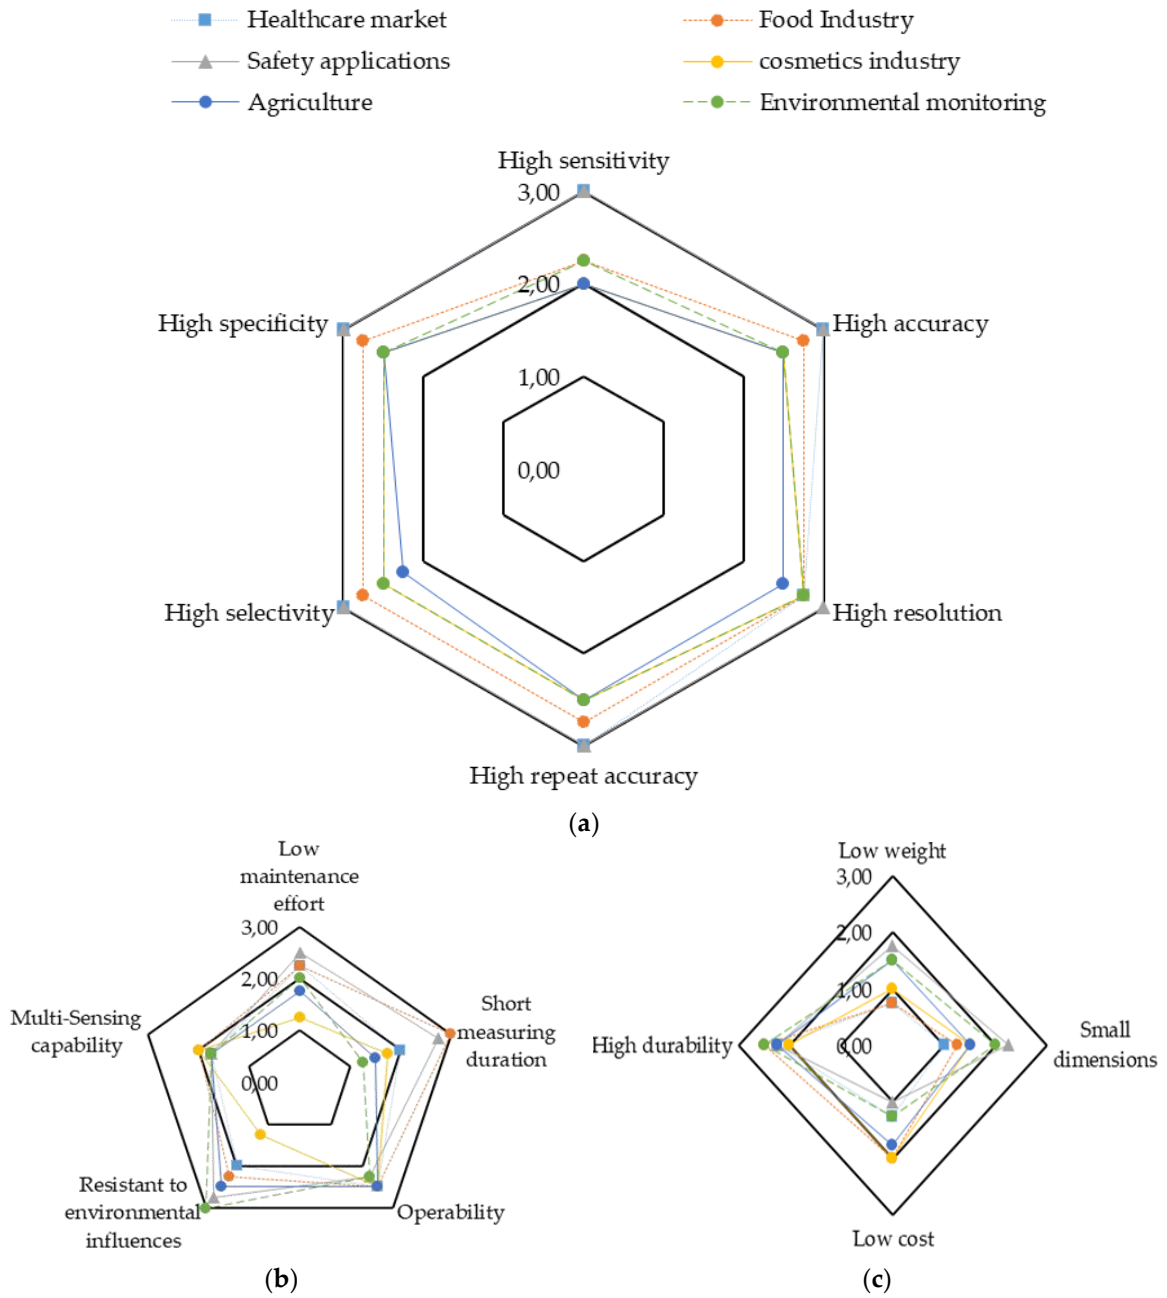 Healthcare market
Food Industry
Safety applications
cosmetics industry
Agriculture
Environmental monitoring
High sensitivity
3,00
2,00
High specificity
High accuracy
1,00
0,00
High selectivity
High resolution
High repeat accuracy
(a)
Low
maintenance
effort
3,00
2,00
1,00
0,00
Multi-Sensing
capability
Short
measuring
duration
Resistant to
environmental
influences
Operability
(b)
Low weight
3,00
2,00
1,00
0,00
High durability
Small
dimensions
Low cost
(c)